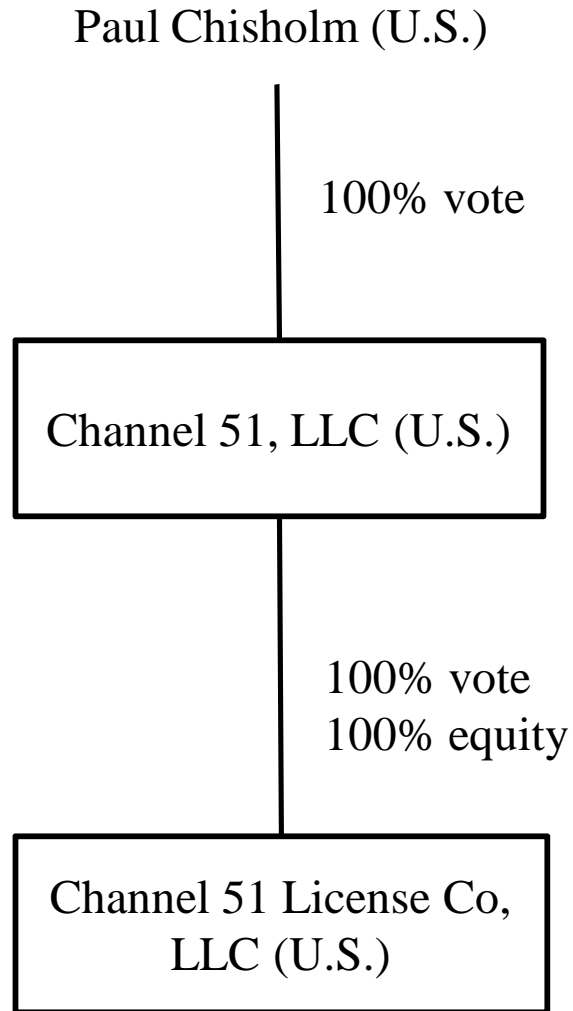 Paul Chisholm (U.S.)
100% vote
Channel 51, LLC (U.S.)
100% vote
100% equity
Channel 51 License Co,
LLC (U.S.)